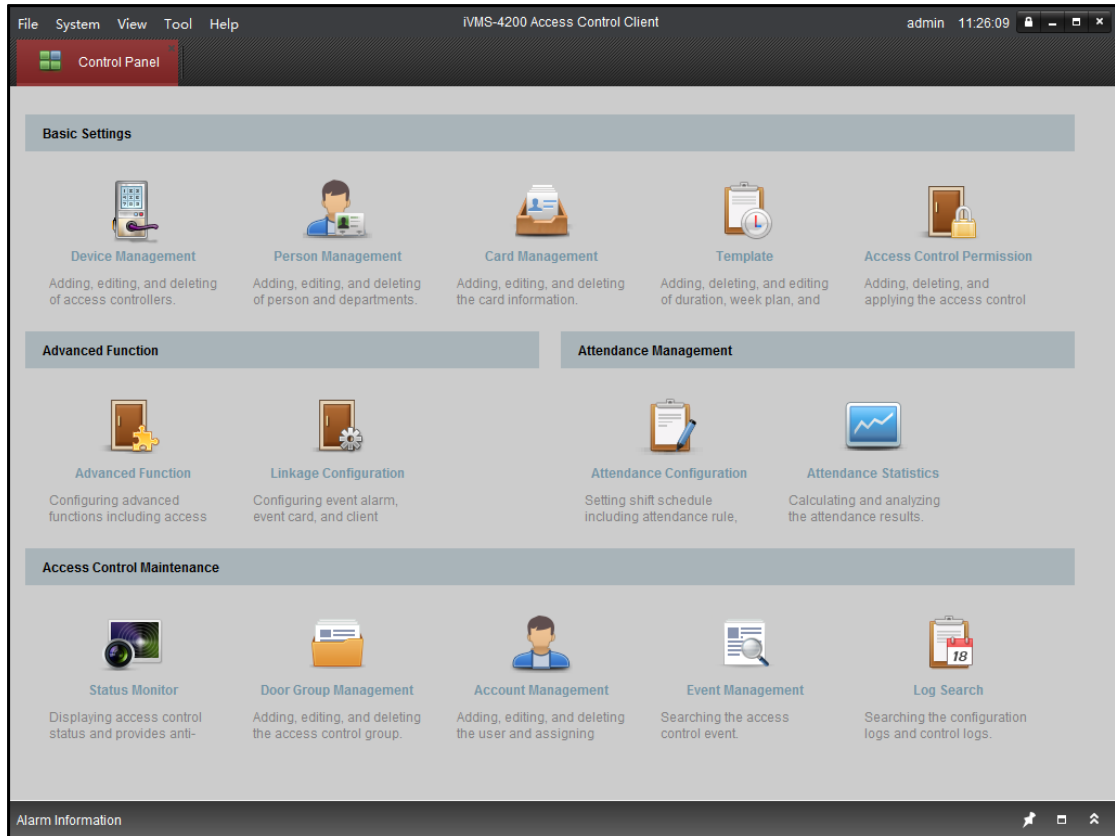 File System View Tool Help iVMS-4200 Access Control Client admin 11:26:09
Control Panel
Basic Settings
Device Management
Adding, editing, and deleting
of access controllers.
Person Management
Adding, editing, and deleting
of person and departments.
Card Management
Adding, editing, and deleting
the card information.
Template
Adding, deleting, and editing
of duration, week plan, and
Access Control Permission
Adding, deleting, and
applying the access control
Advanced Function
Advanced Function
Configuring advanced
functions including access
Linkage Configuration
Configuring event alarm,
event card, and client
Attendance Management
Attendance Configuration
Setting shift schedule
including attendance rule,
Attendance Statistics
Calculating and analyzing
the attendance results.
Access Control Maintenance
Status Monitor
Displaying access control
status and provides anti-
Door Group Management
Adding, editing, and deleting
the access control group.
Account Management
Adding, editing, and deleting
the user and assigning
Event Management
Searching the access
control event.
18
Log Search
Searching the configuration
logs and control logs.
Alarm Information